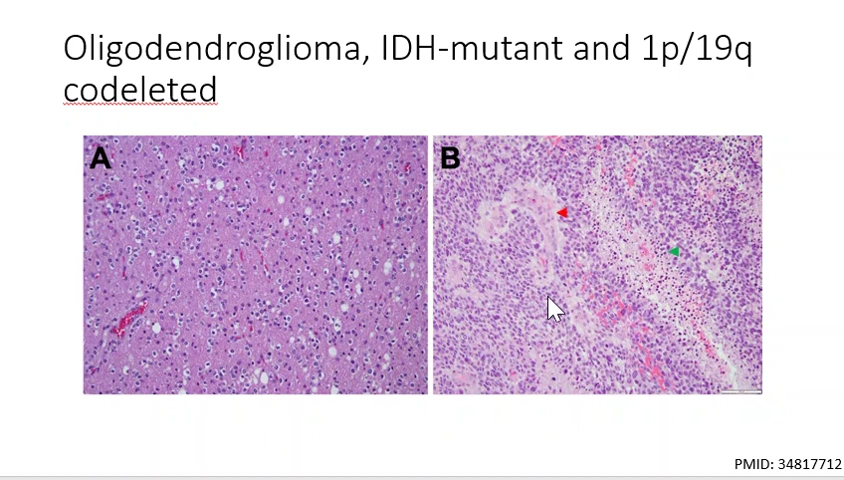 Oligodendroglioma, IDH-mutant and 1p/19q
codeleted
A
B
PMID: 34817712